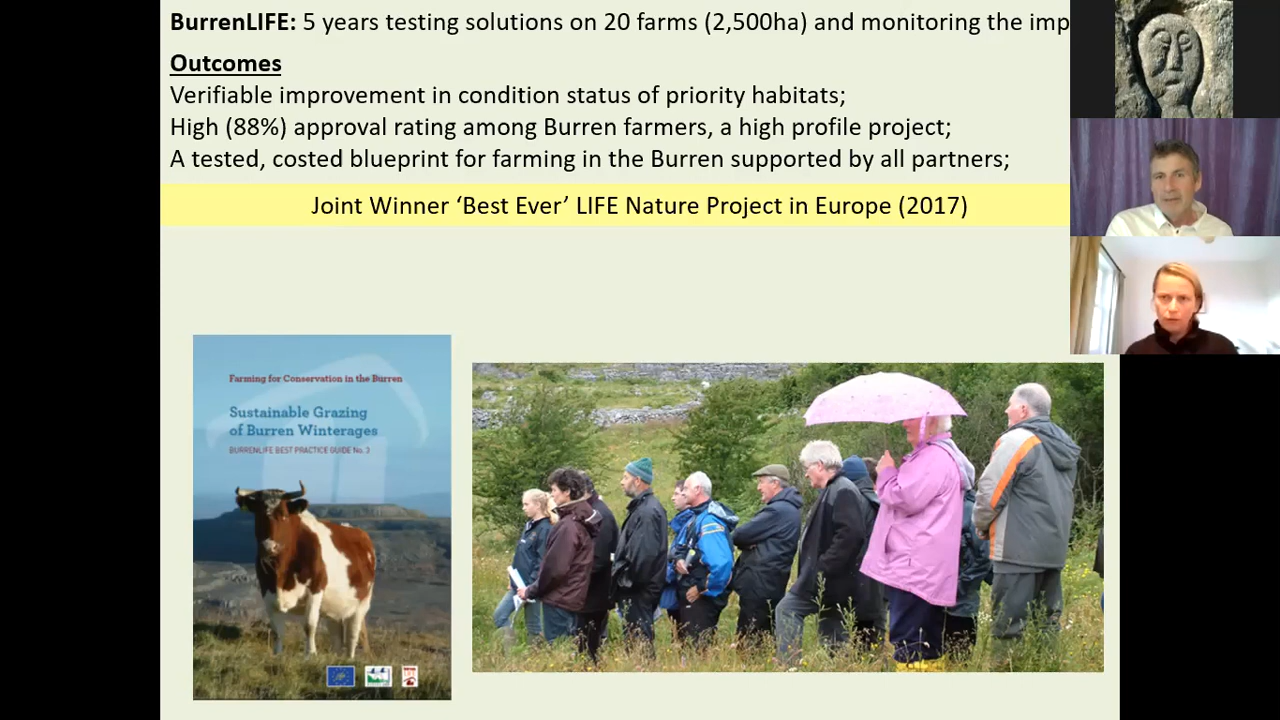 BurrenLIFE: 5 years testing solutions on 20 farms (2,500ha) and monitoring the imp
Outcomes
Verifiable improvement in condition status of priority habitats;
High (88%) approval rating among Burren farmers, a high profile project;
A tested, costed blueprint for farming in the Burren supported by all partners;
Joint Winner ‘Best Ever’ LIFE Nature Project in Europe (2017)
Farming for Conservation in the Burren
Sustainable Grazing
of Burren Winterages
BURRENLIFE BEST PRACTICE GUIDE No.